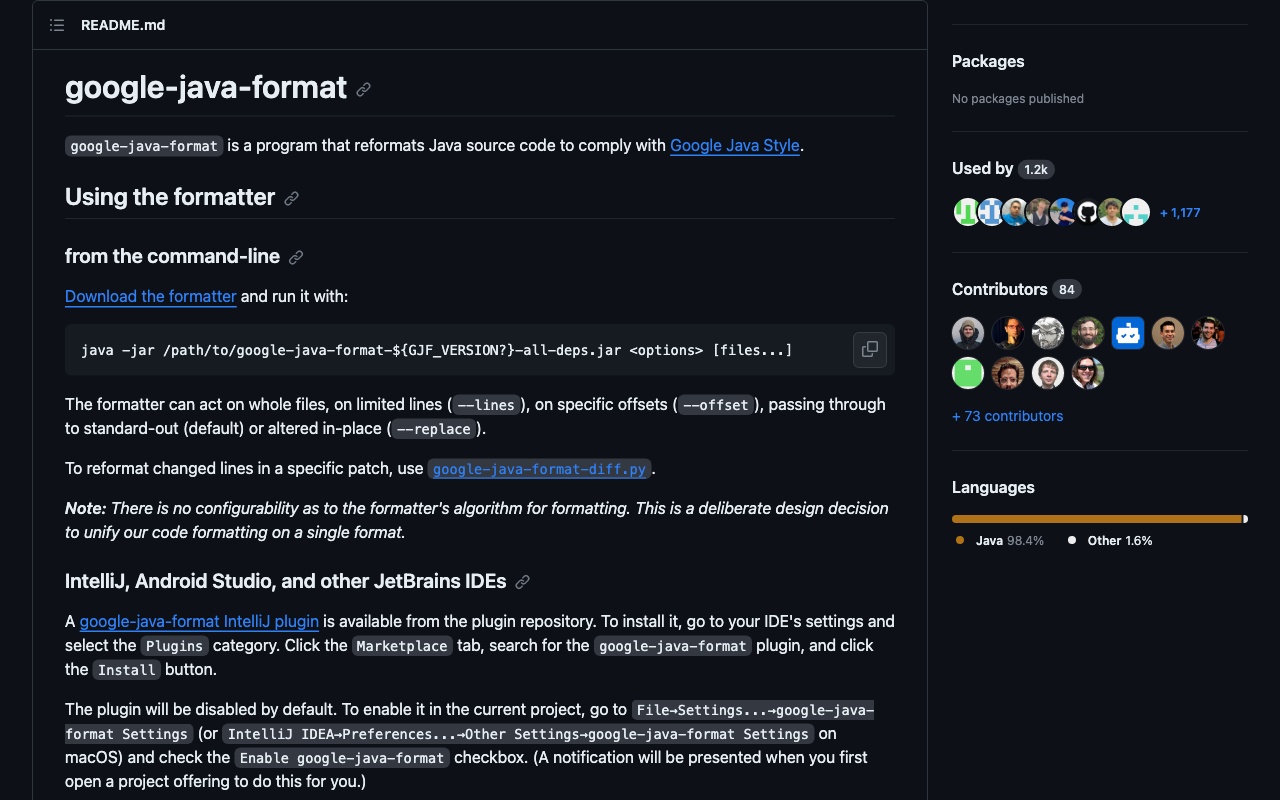 README.md
google-java-format
google-java-format is a program that reformats Java source code to comply with Google Java Style.
Using the formatter
from the command-line
Download the formatter and run it with:
java -jar /path/to/google-java-format-${GJF_VERSION?}-all-deps.jar <options> [files...]
The formatter can act on whole files, on limited lines (--lines), on specific offsets (--offset), passing through
to standard-out (default) or altered in-place (--replace).
To reformat changed lines in a specific patch, use google-java-format-diff.py.
Note: There is no configurability as to the formatter's algorithm for formatting. This is a deliberate design decision
to unify our code formatting on a single format.
IntelliJ, Android Studio, and other JetBrains IDEs
A google-java-format IntelliJ plugin is available from the plugin repository. To install it, go to your IDE's settings and
select the Plugins category. Click the Marketplace tab, search for the google-java-format plugin, and click
the Install button.
The plugin will be disabled by default. To enable it in the current project, go to File→Settings...→google-java-
format Settings (or IntelliJ IDEA→Preferences...→Other Settings→google-java-format Settings on
macOS) and check the Enable google-java-format checkbox. (A notification will be presented when you first
open a project offering to do this for you.)
Packages
No packages published
Used by 1.2k
+ 1,177
Contributors 84
+ 73 contributors
Languages
Java 98.4% Other 1.6%